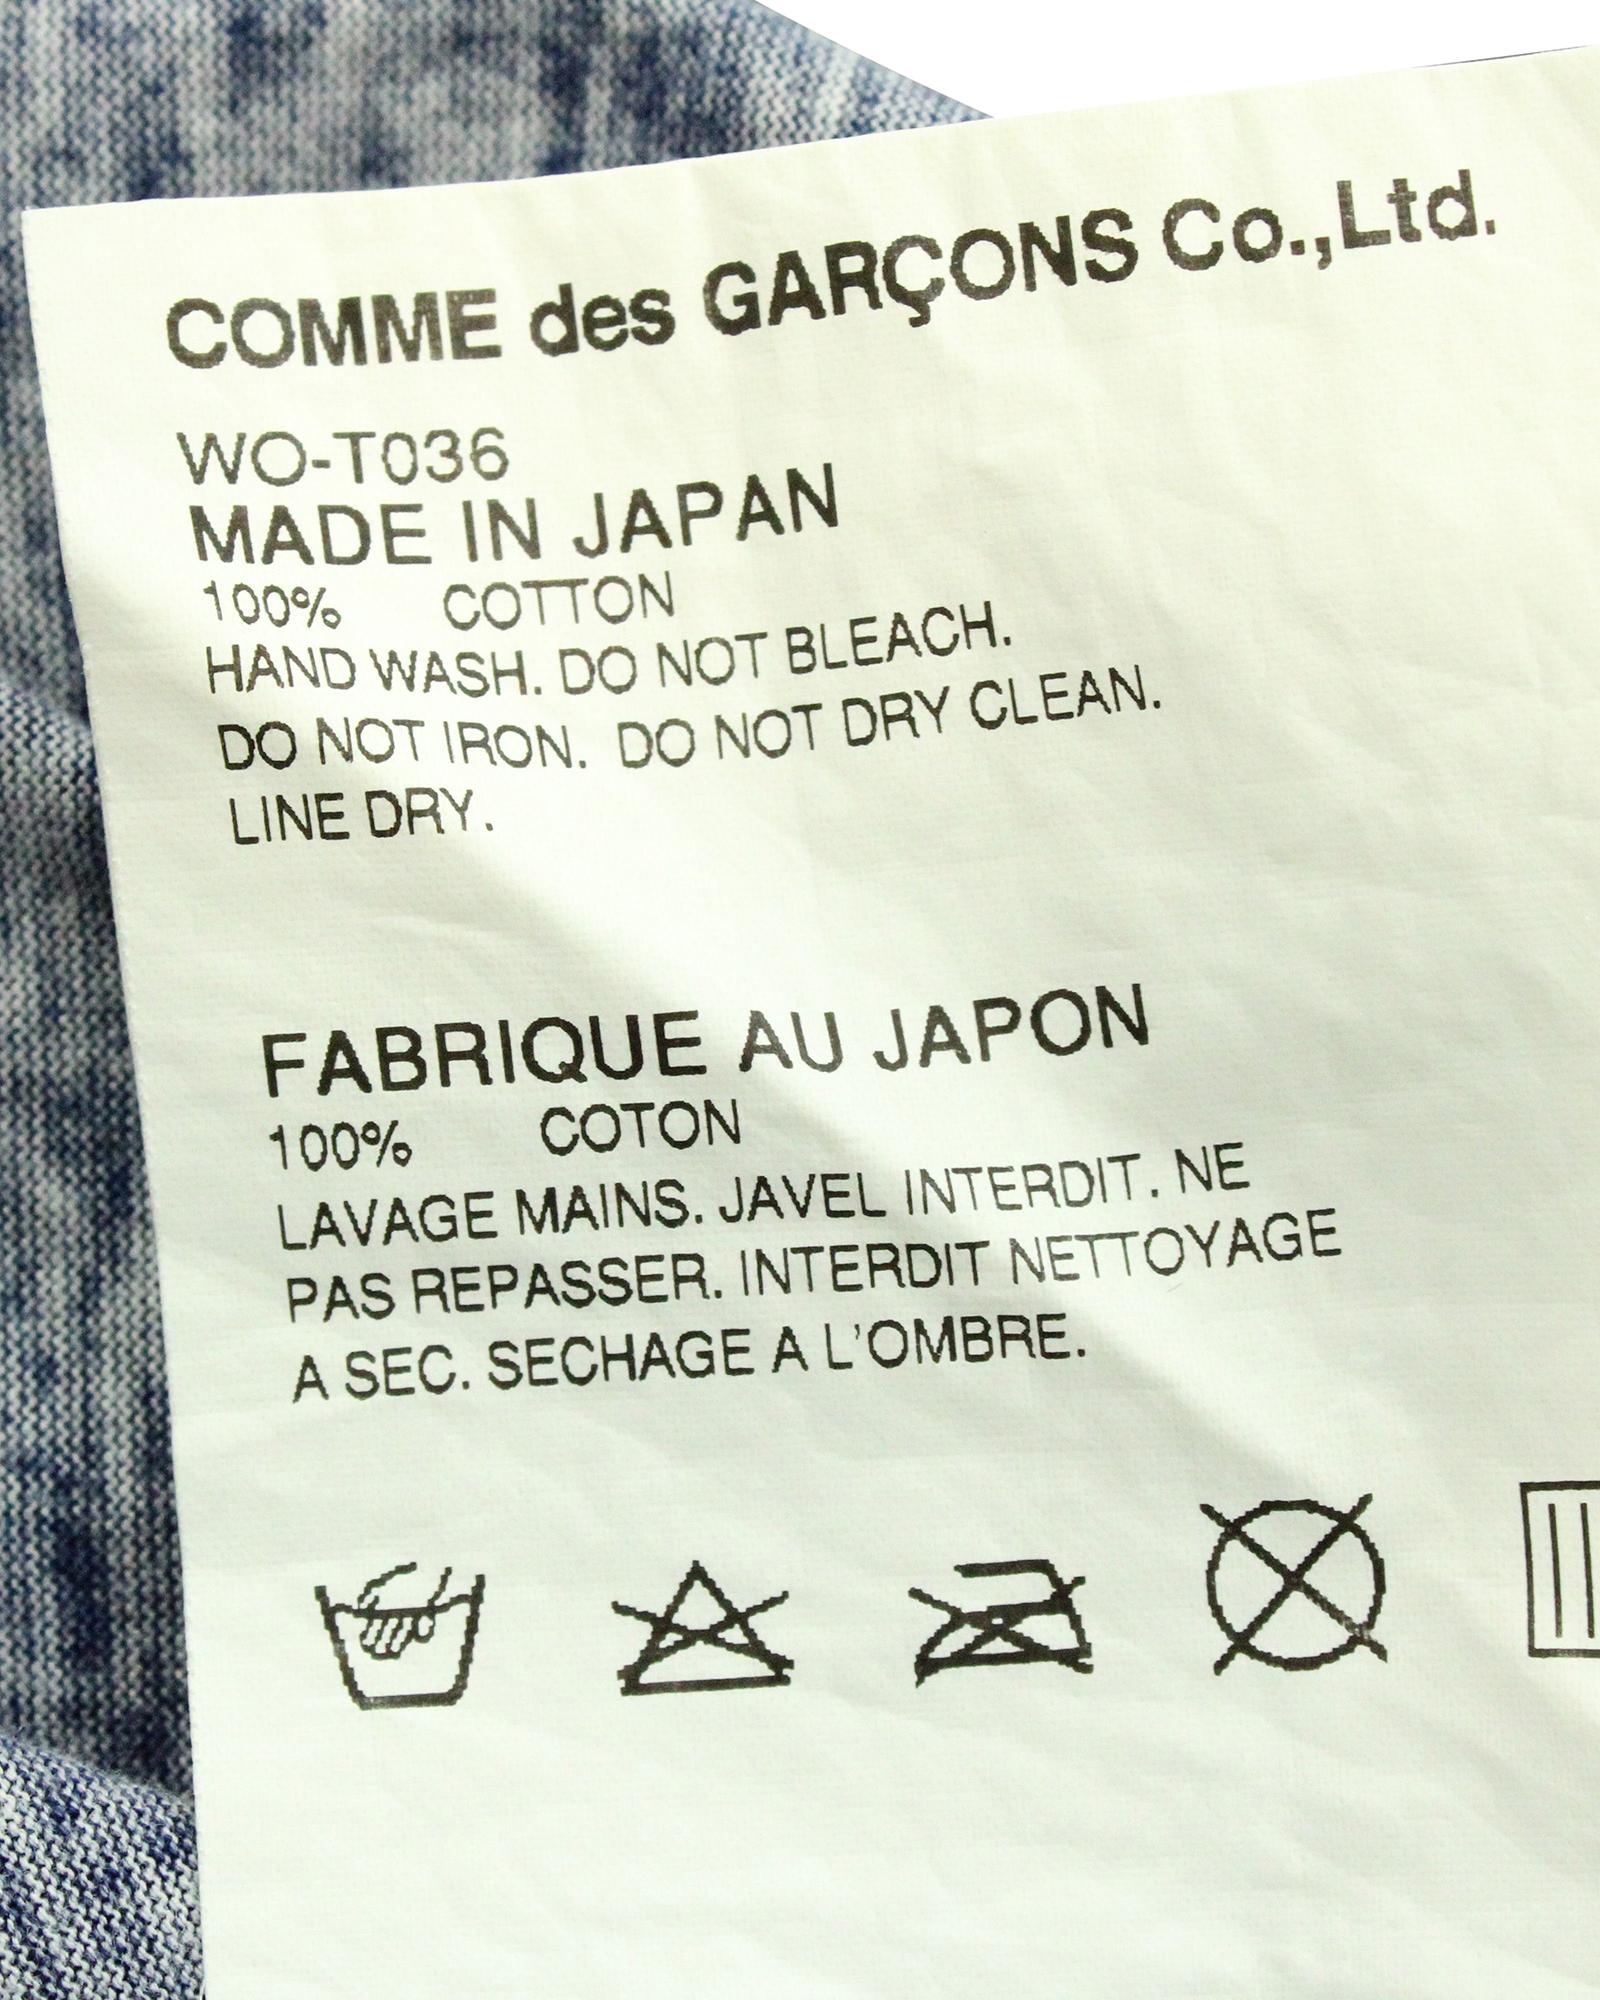 COMME des GARÇONS Co.,Ltd.
WO-T036
MADE IN JAPAN
100% COTTON
HAND WASH. DO NOT BLEACH.
DO NOT IRON. DO NOT DRY CLEAN.
LINE DRY.
FABRIQUE AU JAPON
100% COTON
LAVAGE MAINS. JAVEL INTERDIT. NE
PAS REPASSER. INTERDIT NETTOYAGE
A SEC. SECHAGE A L'OMBRE.